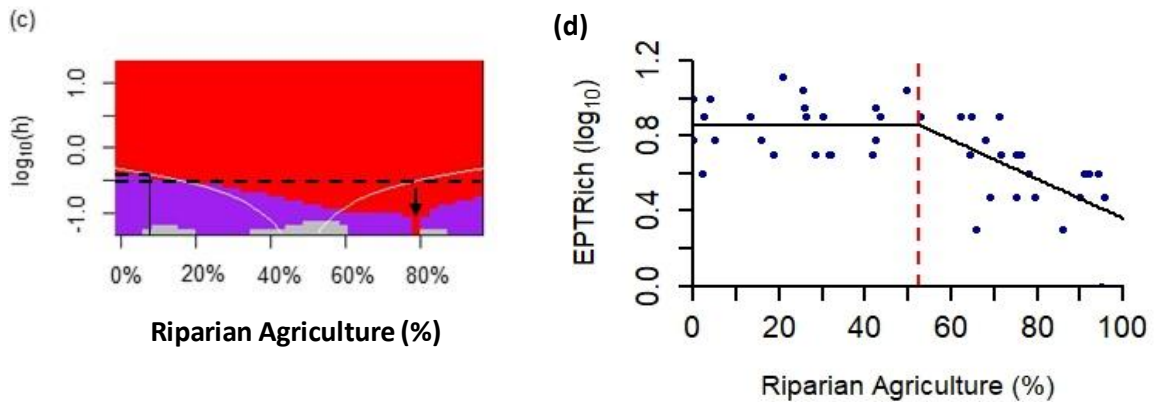 (c)
log₁₀(h)
1.0
0.0
-1.0
0% 20% 40% 60% 80%
Riparian Agriculture (%)
(d)
EPTRich (log₁₀)
1.2
0.8
0.4
0.0
0 20 40 60 80 100
Riparian Agriculture (%)